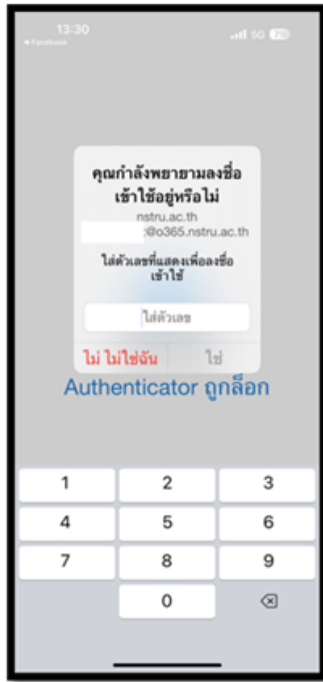 13:30
5G 75
◂ Facebook
คุณกำลังพยายามลงชื่อ
เข้าใช้อยู่หรือไม่
nstru.ac.th
@o365.nstru.ac.th
ใส่ตัวเลขที่แสดงเพื่อลงชื่อ
เข้าใช้
ใส่ตัวเลข
ไม่ ไม่ใช่ฉัน ใช่
Authenticator ถูกล็อก
1 2 3
4 5 6
7 8 9
0